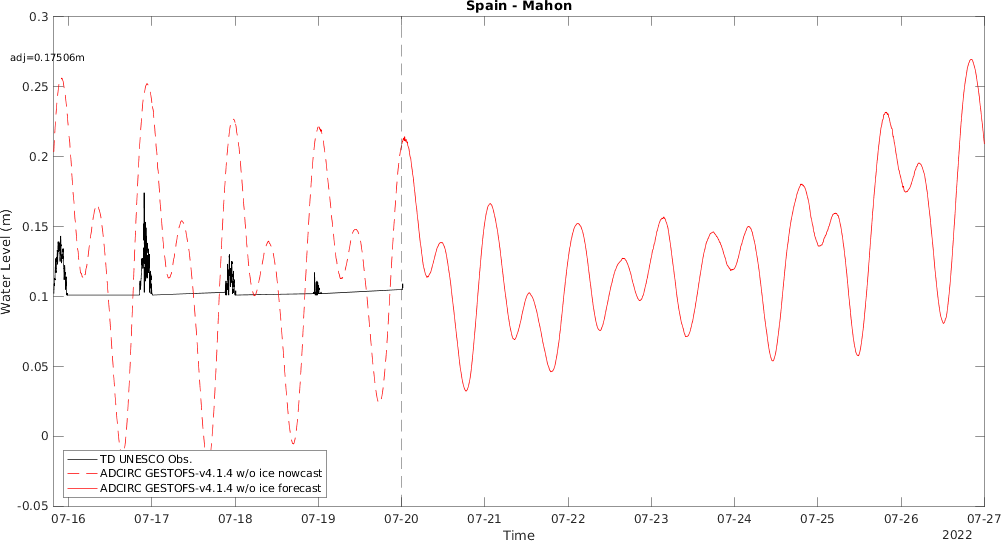 Spain - Mahon
adj=0.17506m
0.3
0.25
0.2
0.15
0.1
0.05
0
-0.05
Water Level (m)
TD UNESCO Obs.
ADCIRC GESTOFS-v4.1.4 w/o ice nowcast
ADCIRC GESTOFS-v4.1.4 w/o ice forecast
07-16 07-17 07-18 07-19 07-20 07-21 07-22 07-23 07-24 07-25 07-26 07-27
Time
2022